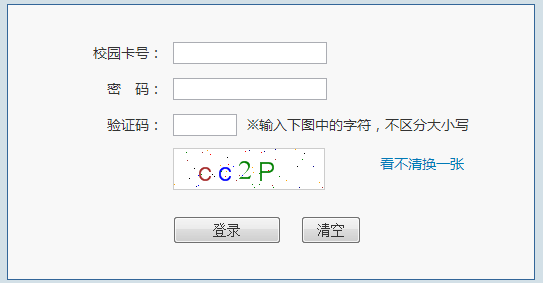 校园卡号：
密　码：
验证码： ※输入下图中的字符，不区分大小写
cc2P 看不清换一张
登录 清空